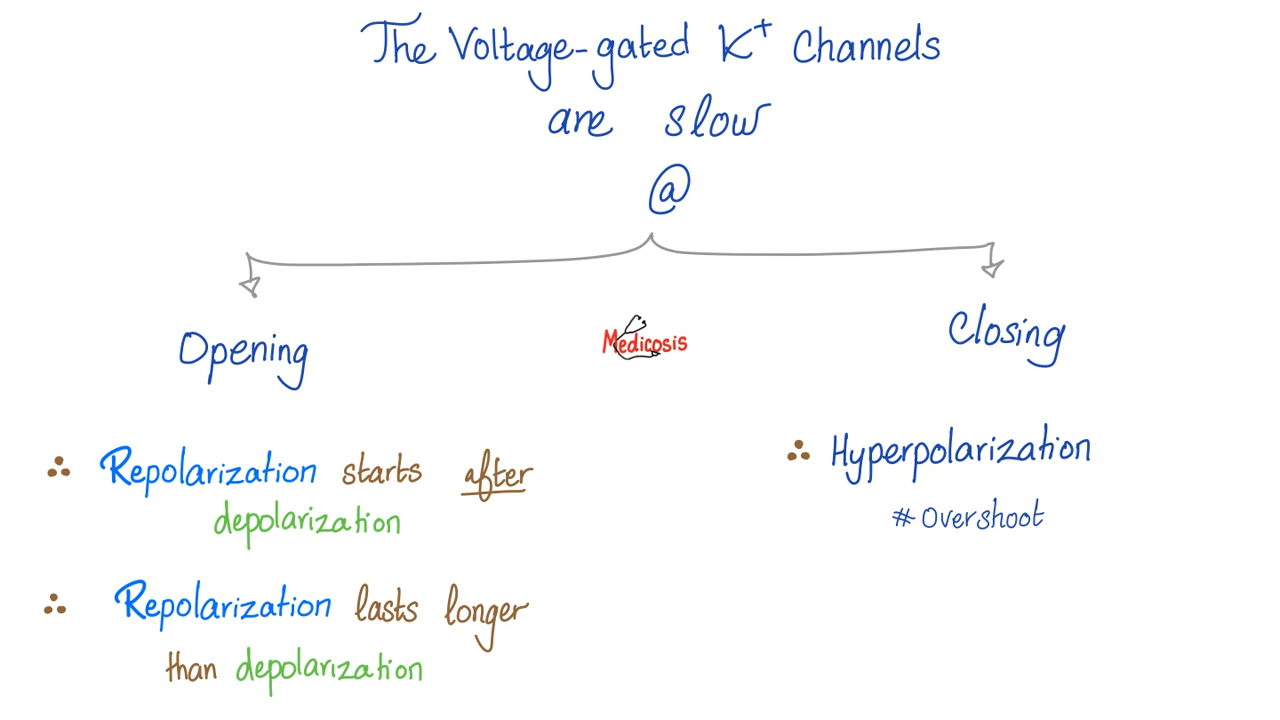 The Voltage-gated K⁺ Channels
are slow
@
Opening
Medicosis
Closing
∴ Repolarization starts after
depolarization
∴ Hyperpolarization
# Overshoot
∴ Repolarization lasts longer
than depolarization